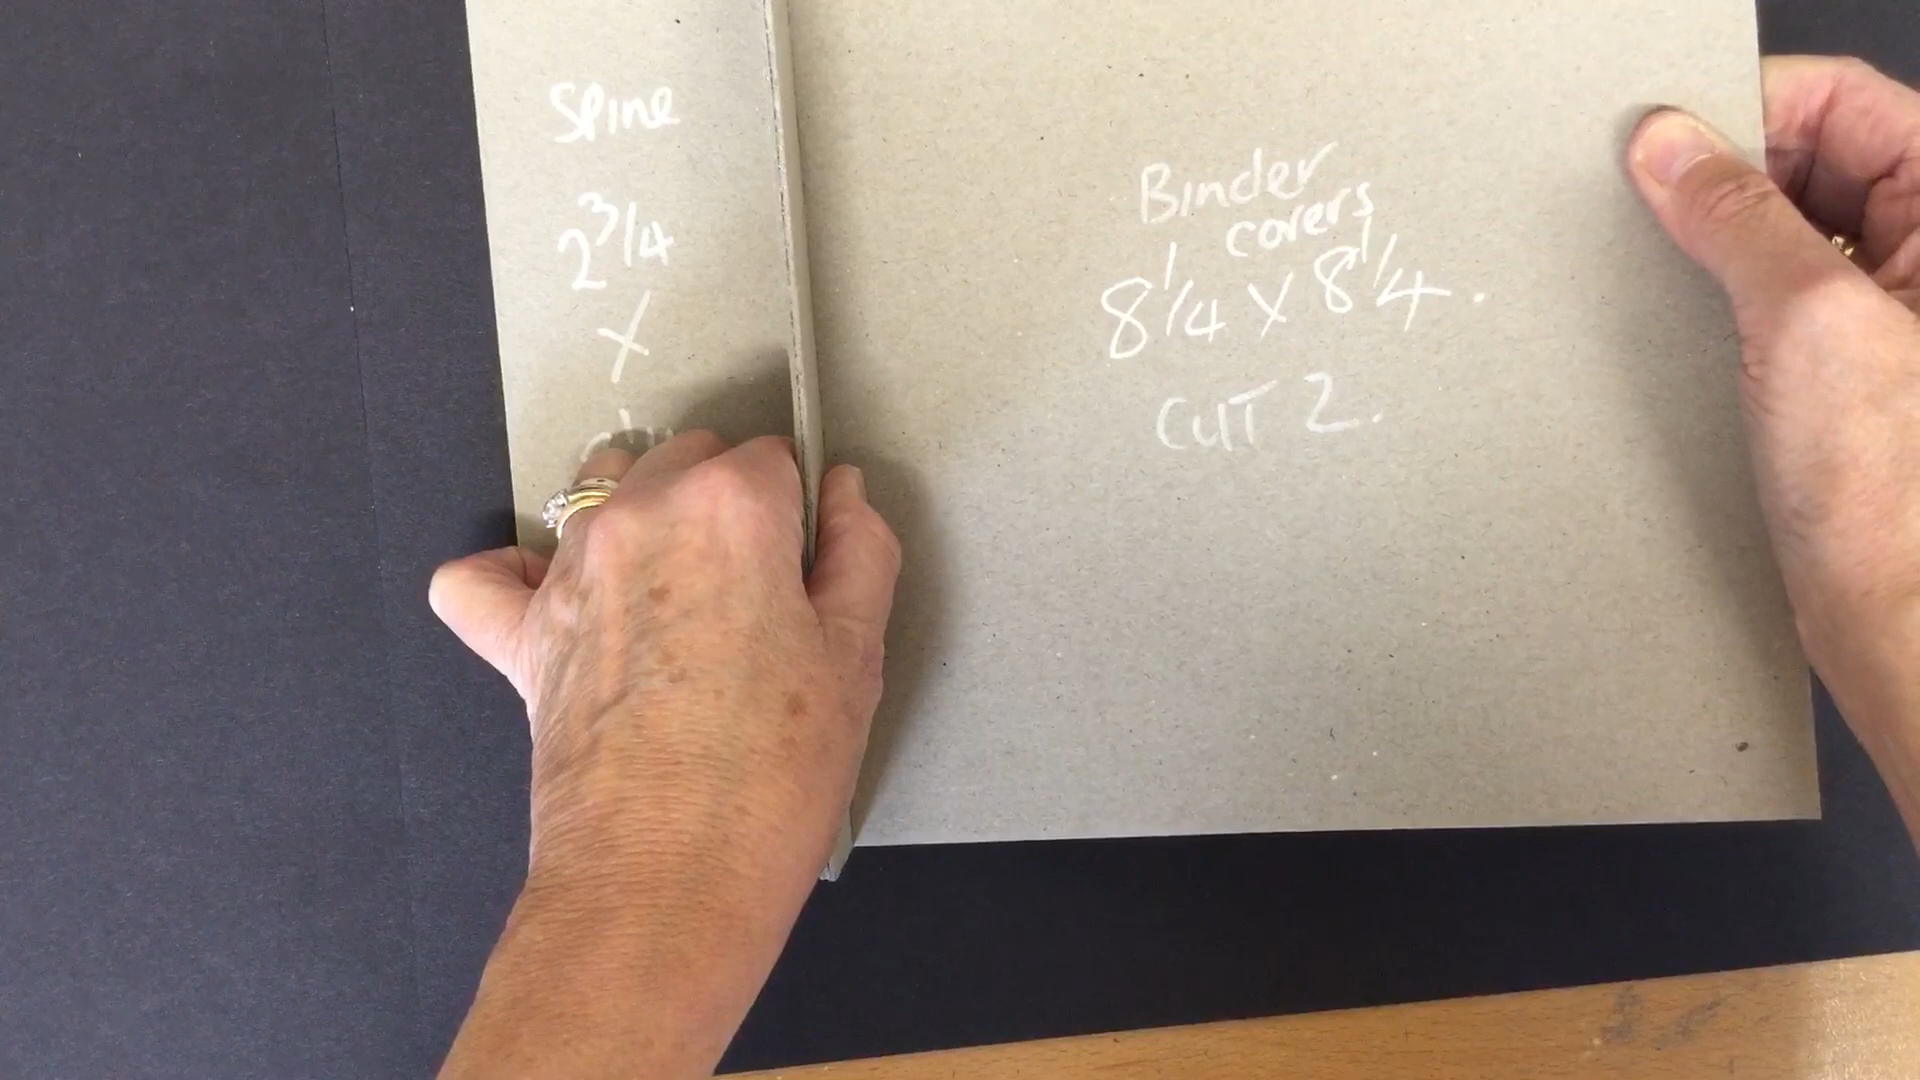 Spine
2 3/4
X
Binder
covers
8 1/4 X 8 1/4.
CUT 2.